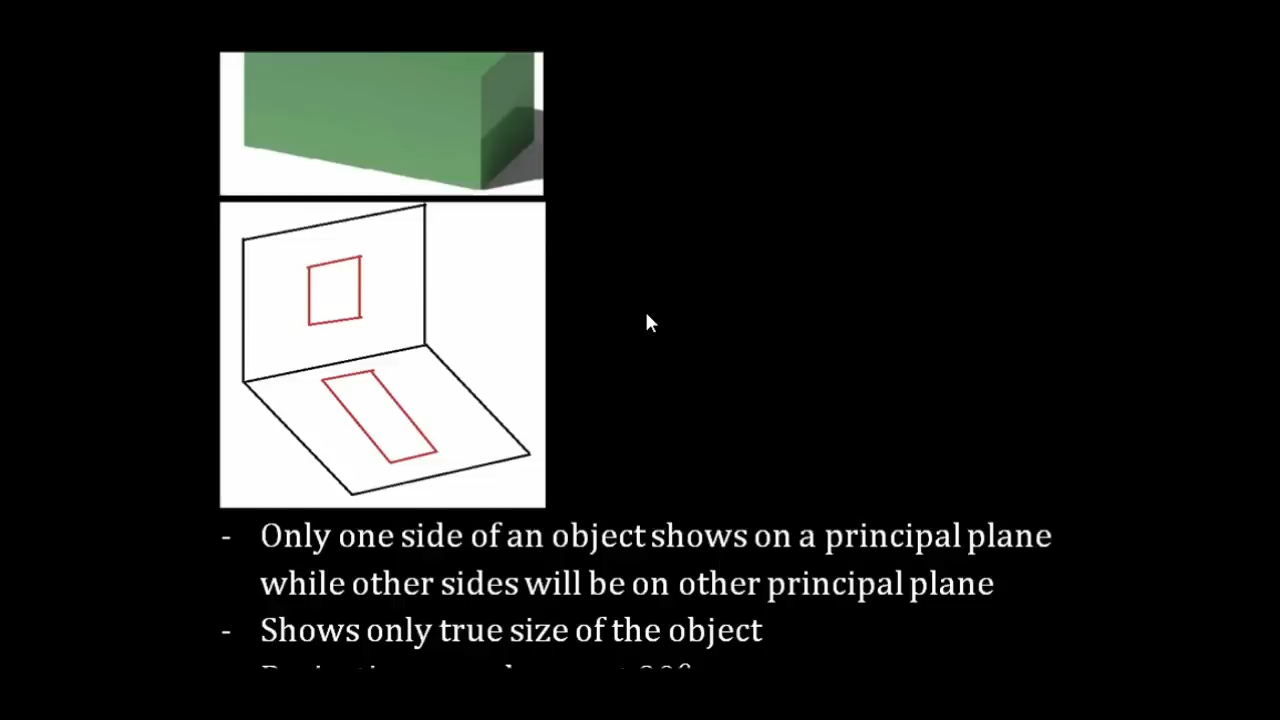 - Only one side of an object shows on a principal plane
while other sides will be on other principal plane
- Shows only true size of the object